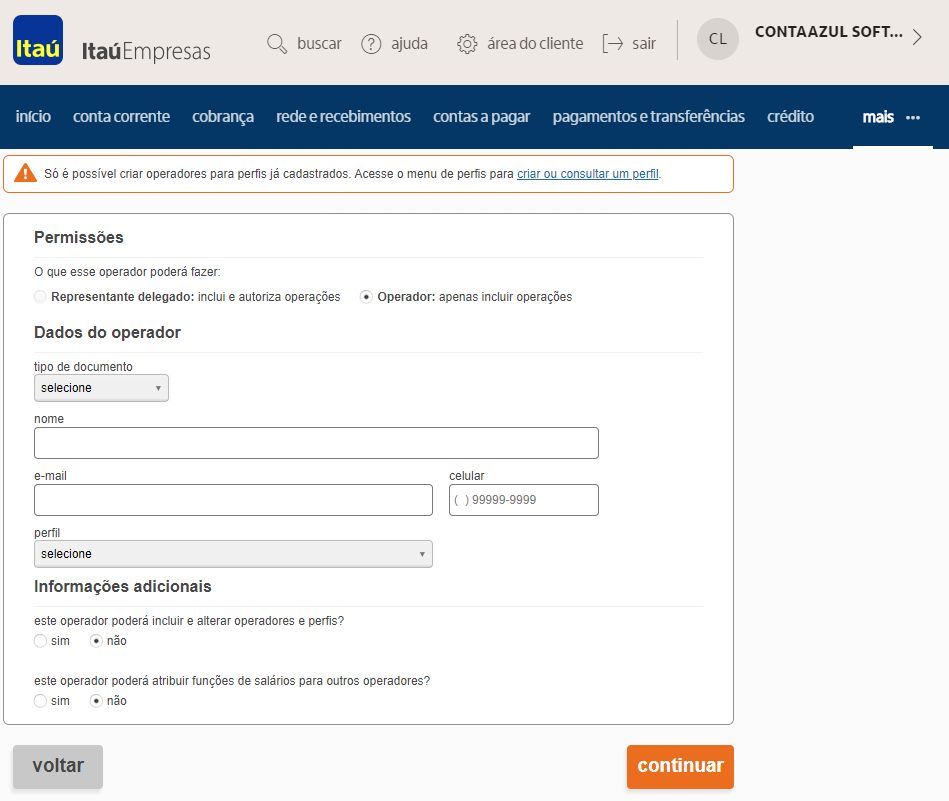 Itaú
ItaúEmpresas
buscar
ajuda
área do cliente
sair
CL
CONTAAZUL SOFT...
início
conta corrente
cobrança
rede e recebimentos
contas a pagar
pagamentos e transferências
crédito
mais ...
Só é possível criar operadores para perfis já cadastrados. Acesse o menu de perfis para criar ou consultar um perfil.
Permissões
O que esse operador poderá fazer:
Representante delegado: inclui e autoriza operações
Operador: apenas incluir operações
Dados do operador
tipo de documento
selecione
nome
e-mail
celular
( ) 99999-9999
perfil
selecione
Informações adicionais
este operador poderá incluir e alterar operadores e perfis?
sim
não
este operador poderá atribuir funções de salários para outros operadores?
sim
não
voltar
continuar